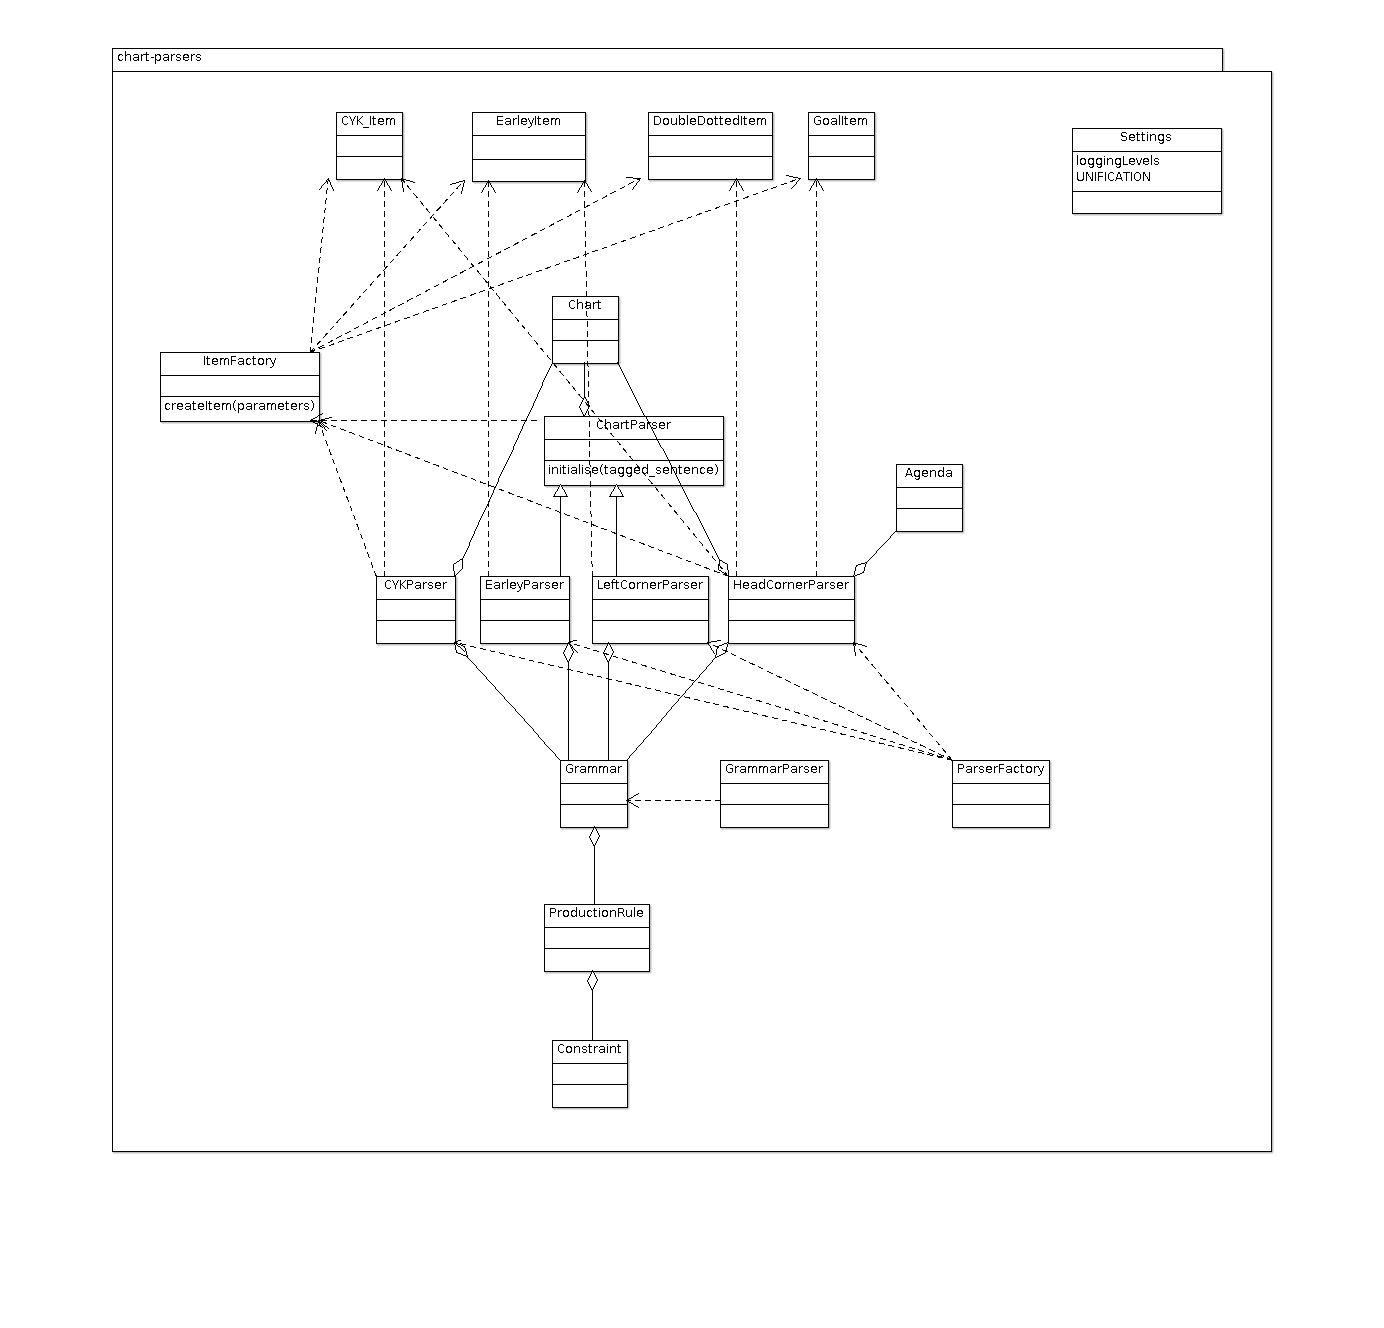 chart-parsers
CYK_Item
EarleyItem
DoubleDottedItem
GoalItem
Settings
loggingLevels
UNIFICATION
Chart
ItemFactory
createItem(parameters)
ChartParser
initialise(tagged_sentence)
Agenda
CYKParser
EarleyParser
LeftCornerParser
HeadCornerParser
Grammar
GrammarParser
ParserFactory
ProductionRule
Constraint